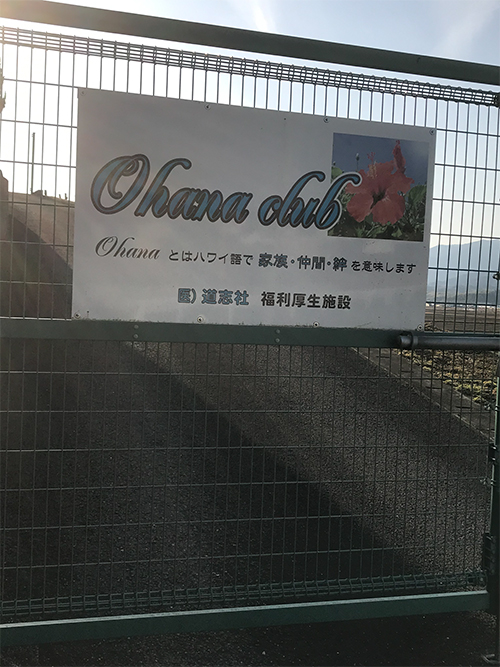 Ohana club
Ohana とはハワイ語で 家族・仲間・絆 を意味します
医) 道志社 福利厚生施設